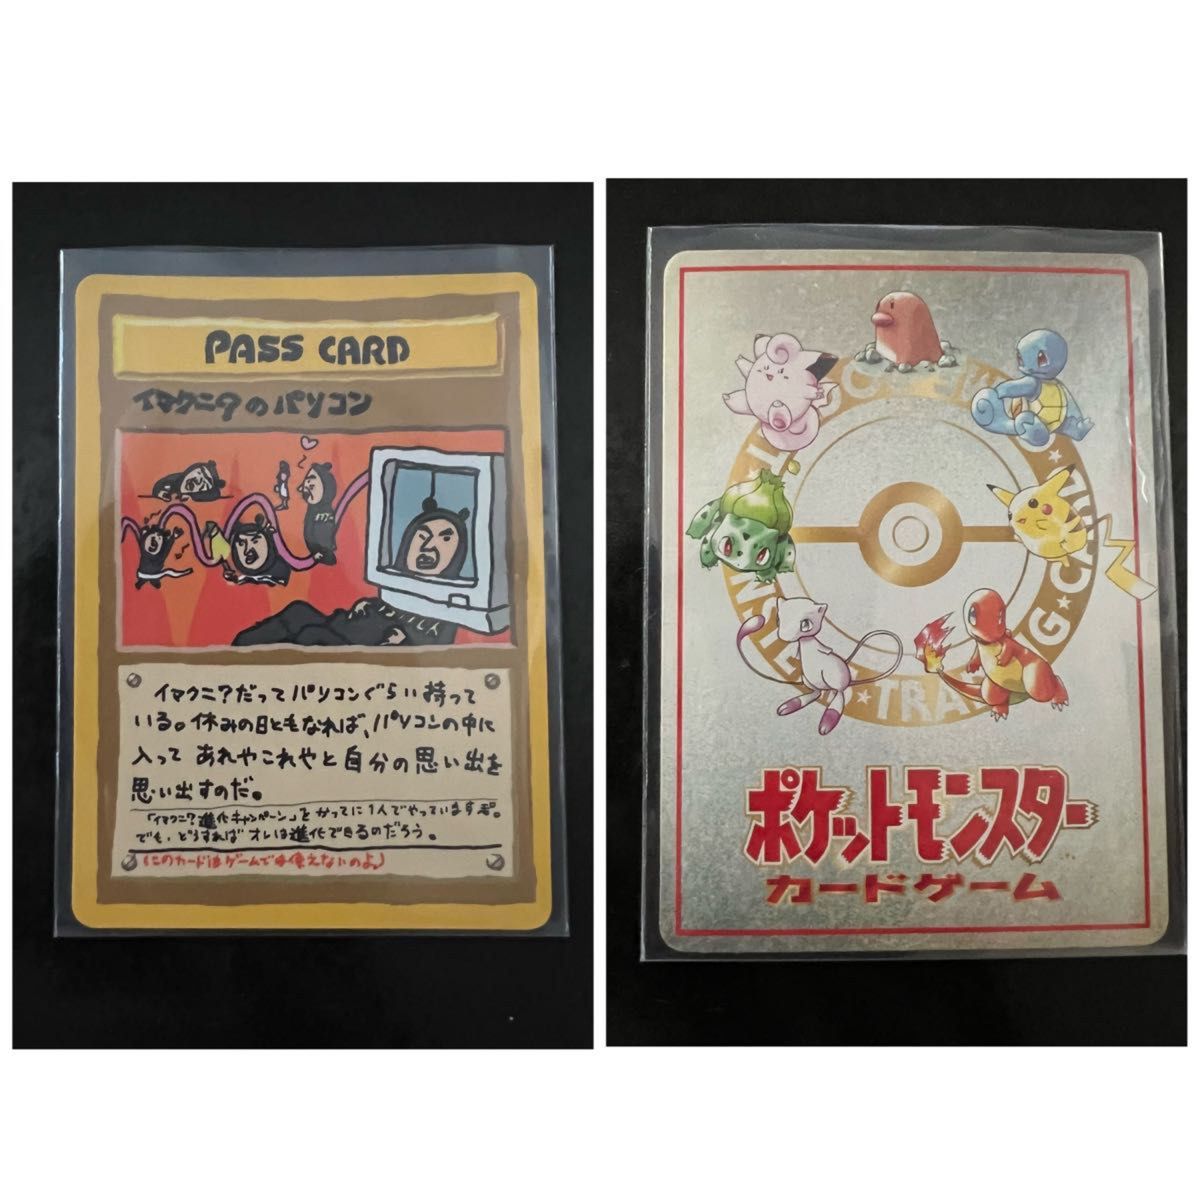 PASS CARD
イマクニ?のパソコン
イマクニ?だってパソコンぐらい持って
いる。休みの日ともなれば、パソコンの中に
入って あれやこれやと自分の思い出を
思い出すのだ。
「イマクニ?進化キャンペーン」をかってに1人でやっています
でも、どうすればオレは進化できるのだろう。
(このカードはゲームでは使えないのよ)
★TRADING★CARD
ポケットモンスター
カードゲーム